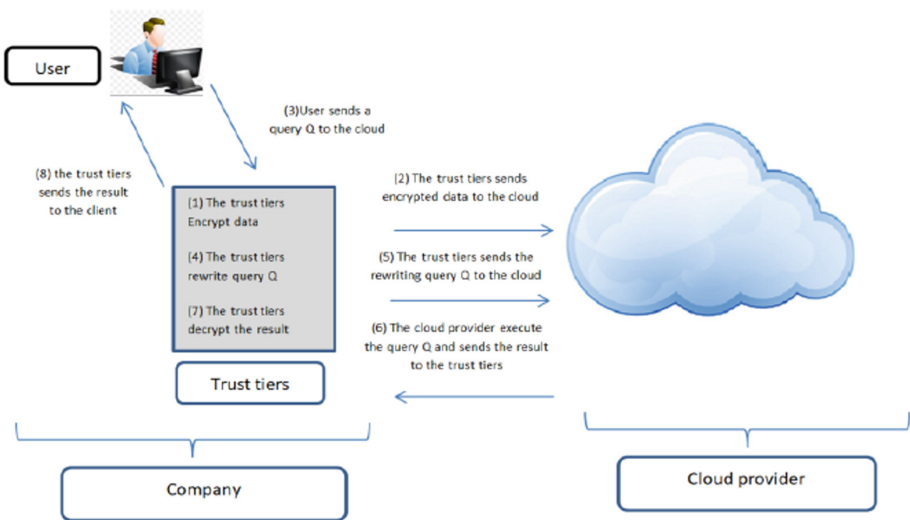 User
(3)User sends a
query Q to the cloud
(8) the trust tiers
sends the result
to the client
(1) The trust tiers
Encrypt data
(4) The trust tiers
rewrite query Q
(7) The trust tiers
decrypt the result
(2) The trust tiers sends
encrypted data to the cloud
(5) The trust tiers sends the
rewriting query Q to the cloud
(6) The cloud provider execute
the query Q and sends the result
to the trust tiers
Trust tiers
Company
Cloud provider